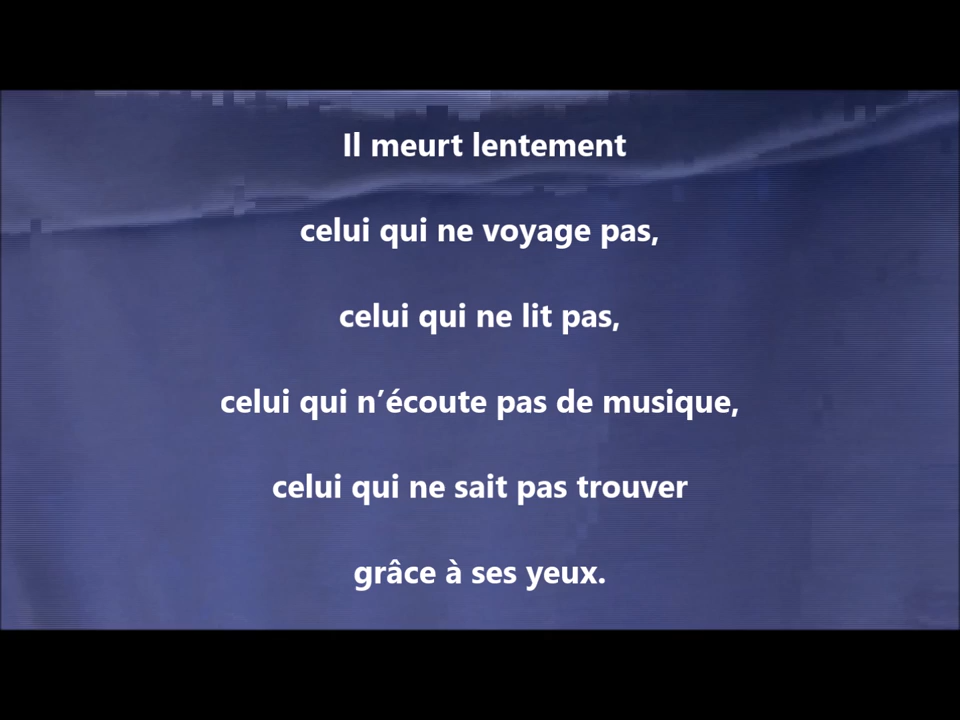 Il meurt lentement
celui qui ne voyage pas,
celui qui ne lit pas,
celui qui n’écoute pas de musique,
celui qui ne sait pas trouver
grâce à ses yeux.